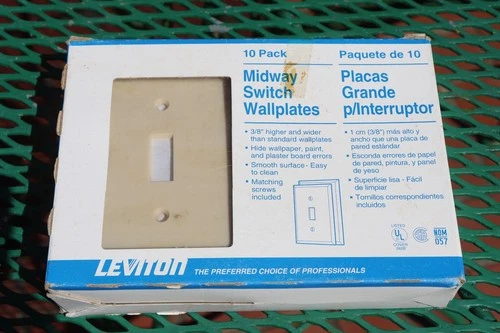 10 Pack
Midway
Switch
Wallplates
• 3/8" higher and wider
than standard wallplates
• Hide wallpaper, paint,
and plaster board errors.
• Smooth surface - Easy
to clean
• Matching
screws
included
Paquete de 10
Placas
Grande
p/Interruptor
• 1 cm (3/8") más alto y
ancho que una placa de
pared estándar
• Esconda errores de papel
de pared, pintura, y panel
de yeso
• Superficie lisa - Fácil
de limpiar
• Tornillos correspondientes
incluidos
LISTED
UL
NOM
057
LEVITON THE PREFERRED CHOICE OF PROFESSIONALS